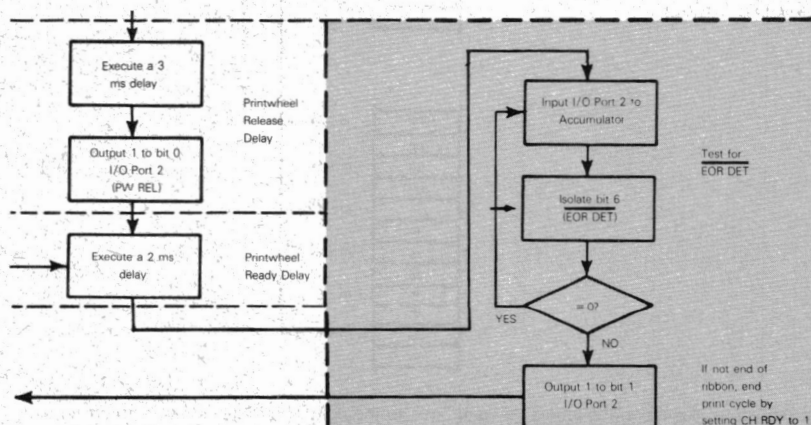 Execute a 3
ms delay
Printwheel
Release
Delay
Output 1 to bit 0
I/O Port 2
(PW REL)
Execute a 2 ms
delay
Printwheel
Ready Delay
Input I/O Port 2 to
Accumulator
Test for
EOR DET
Isolate bit 6
(EOR DET)
= 0?
YES
NO
Output 1 to bit 1
I/O Port 2
If not end of
ribbon, end
print cycle by
setting CH RDY to 1